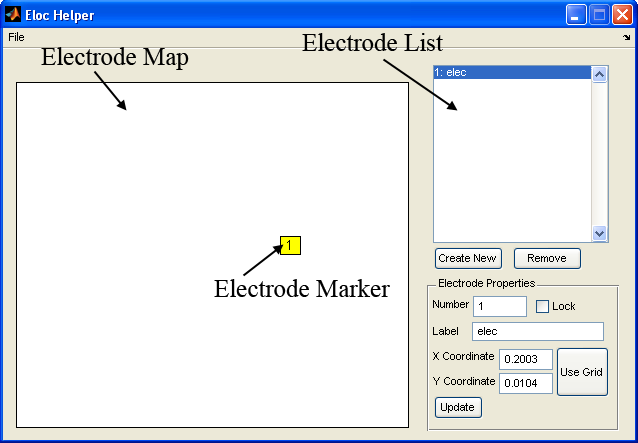 Eloc Helper
File
Electrode Map
Electrode List
1: elec
1
Electrode Marker
Create New
Remove
Electrode Properties
Number 1 Lock
Label elec
X Coordinate 0.2003
Y Coordinate 0.0104
Use Grid
Update